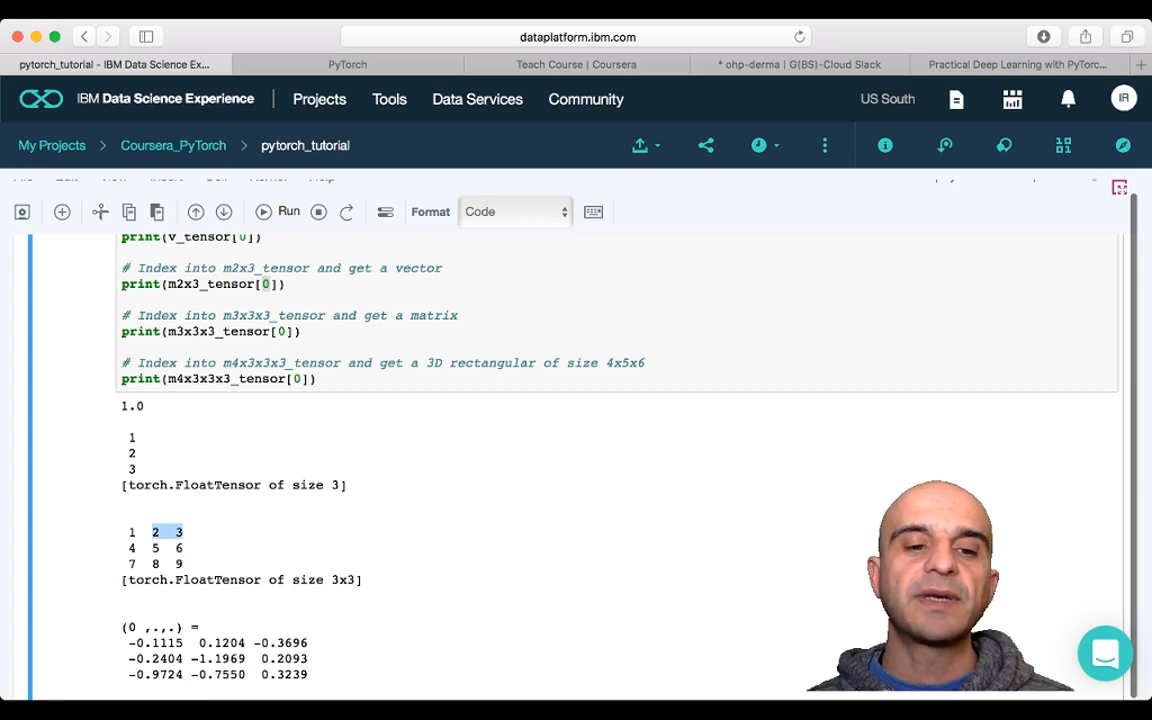 dataplatform.ibm.com
pytorch_tutorial - IBM Data Science Ex...
PyTorch
Teach Course | Coursera
* ohp-derma | G(BS)-Cloud Slack
Practical Deep Learning with PyTorc...
IBM Data Science Experience
Projects
Tools
Data Services
Community
US South
IR
My Projects > Coursera_PyTorch > pytorch_tutorial
Run
Format
Code
print(v_tensor[0])
# Index into m2x3_tensor and get a vector
print(m2x3_tensor[0])
# Index into m3x3x3_tensor and get a matrix
print(m3x3x3_tensor[0])
# Index into m4x3x3x3_tensor and get a 3D rectangular of size 4x5x6
print(m4x3x3x3_tensor[0])
1.0
1
2
3
[torch.FloatTensor of size 3]
1 2 3
4 5 6
7 8 9
[torch.FloatTensor of size 3x3]
(0 ,.,.) =
-0.1115 0.1204 -0.3696
-0.2404 -1.1969 0.2093
-0.9724 -0.7550 0.3239